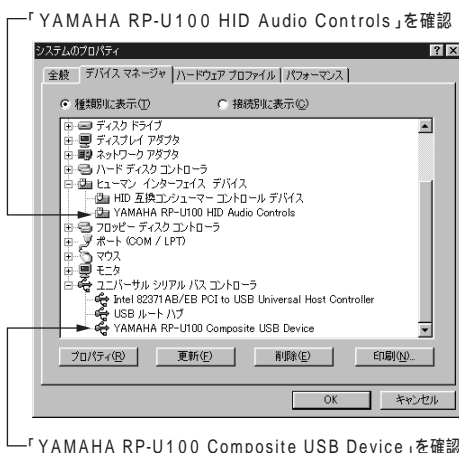 「YAMAHA RP-U100 HID Audio Controls」を確認
システムのプロパティ
全般 デバイス マネージャ ハードウェア プロファイル パフォーマンス
種類別に表示(T) 接続別に表示(C)
ディスク ドライブ
ディスプレイ アダプタ
ネットワーク アダプタ
ハード ディスク コントローラ
ヒューマン インターフェイス デバイス
HID 互換コンシューマー コントロール デバイス
YAMAHA RP-U100 HID Audio Controls
フロッピー ディスク コントローラ
ポート (COM / LPT)
マウス
モニタ
ユニバーサル シリアル バス コントローラ
Intel 82371AB/EB PCI to USB Universal Host Controller
USB ルート ハブ
YAMAHA RP-U100 Composite USB Device
プロパティ(R) 更新(F) 削除(E) 印刷(N)...
OK キャンセル
「YAMAHA RP-U100 Composite USB Device」を確認